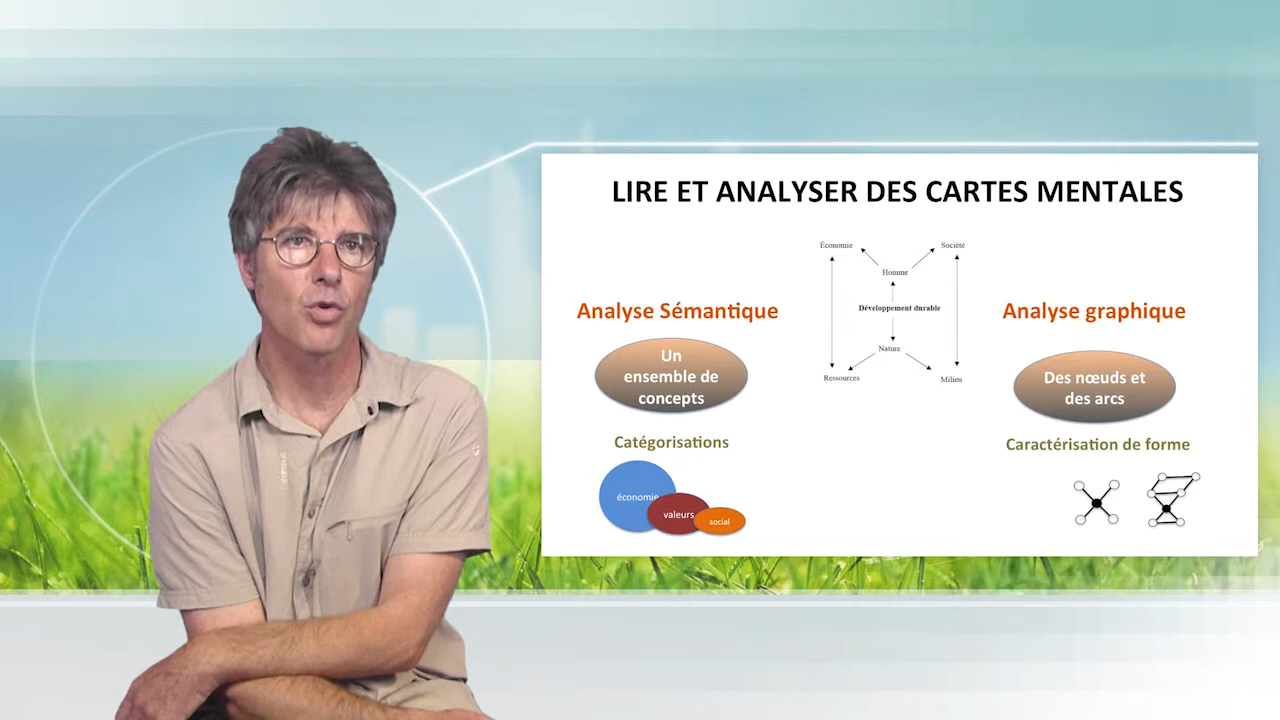 LIRE ET ANALYSER DES CARTES MENTALES
Économie
Société
Homme
Développement durable
Nature
Ressources
Milieu
Analyse Sémantique
Un
ensemble de
concepts
Catégorisations
économie
valeurs
social
Analyse graphique
Des nœuds et
des arcs
Caractérisation de forme